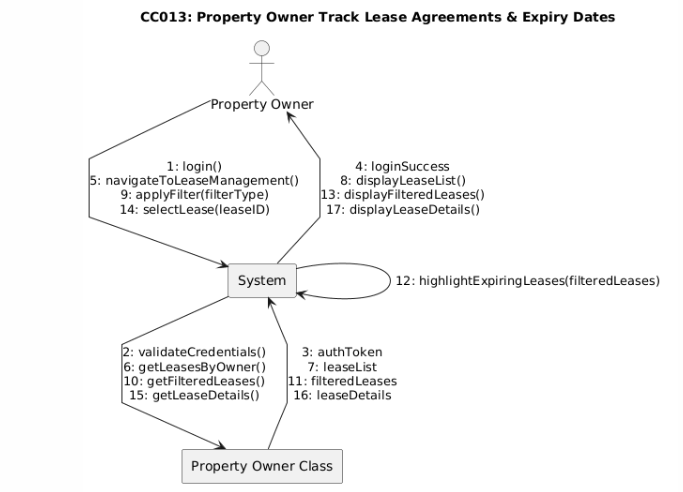 CC013: Property Owner Track Lease Agreements & Expiry Dates
Property Owner
1: login()
5: navigateToLeaseManagement()
9: applyFilter(filterType)
14: selectLease(leaseID)
4: loginSuccess
8: displayLeaseList()
13: displayFilteredLeases()
17: displayLeaseDetails()
System
12: highlightExpiringLeases(filteredLeases)
2: validateCredentials()
6: getLeasesByOwner()
10: getFilteredLeases()
15: getLeaseDetails()
3: authToken
7: leaseList
11: filteredLeases
16: leaseDetails
Property Owner Class